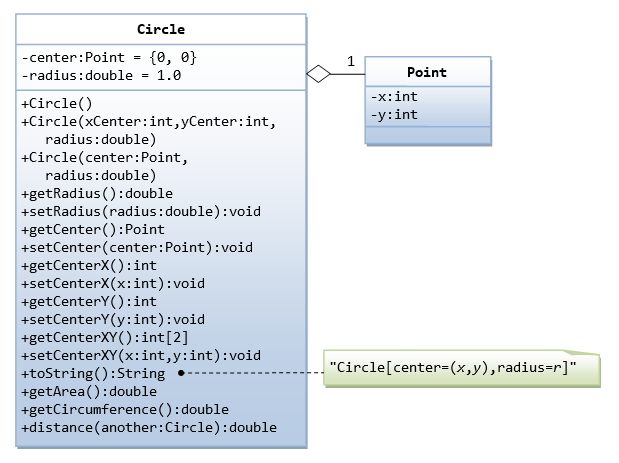 Circle
-center:Point = {0, 0}
-radius:double = 1.0
+Circle()
+Circle(xCenter:int,yCenter:int,
radius:double)
+Circle(center:Point,
radius:double)
+getRadius():double
+setRadius(radius:double):void
+getCenter():Point
+setCenter(center:Point):void
+getCenterX():int
+setCenterX(x:int):void
+getCenterY():int
+setCenterY(y:int):void
+getCenterXY():int[2]
+setCenterXY(x:int,y:int):void
+toString():String
+getArea():double
+getCircumference():double
+distance(another:Circle):double
1
Point
-x:int
-y:int
"Circle[center=(x,y),radius=r]"